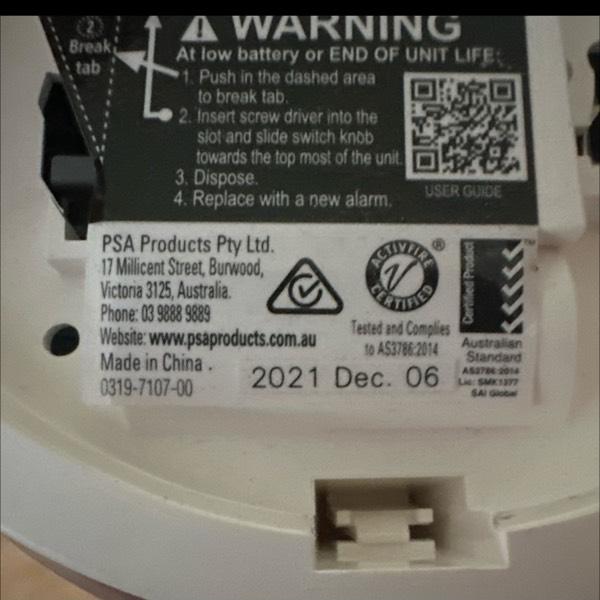 WARNING
2
Break
tab
At low battery or END OF UNIT LIFE:
1. Push in the dashed area
to break tab.
2. Insert screw driver into the
slot and slide switch knob
towards the top most of the unit.
3. Dispose.
4. Replace with a new alarm.
USER GUIDE
PSA Products Pty Ltd.
17 Millicent Street, Burwood,
Victoria 3125, Australia.
Phone: 03 9888 9889
Website: www.psaproducts.com.au
Made in China .
0319-7107-00
ACTIVFIRE ®
CERTIFIED
Tested and Complies
to AS3786:2014
2021 Dec. 06
Certified Product
TM
Australian
Standard
AS3786:2014
Lic: SMK1377
SAI Global